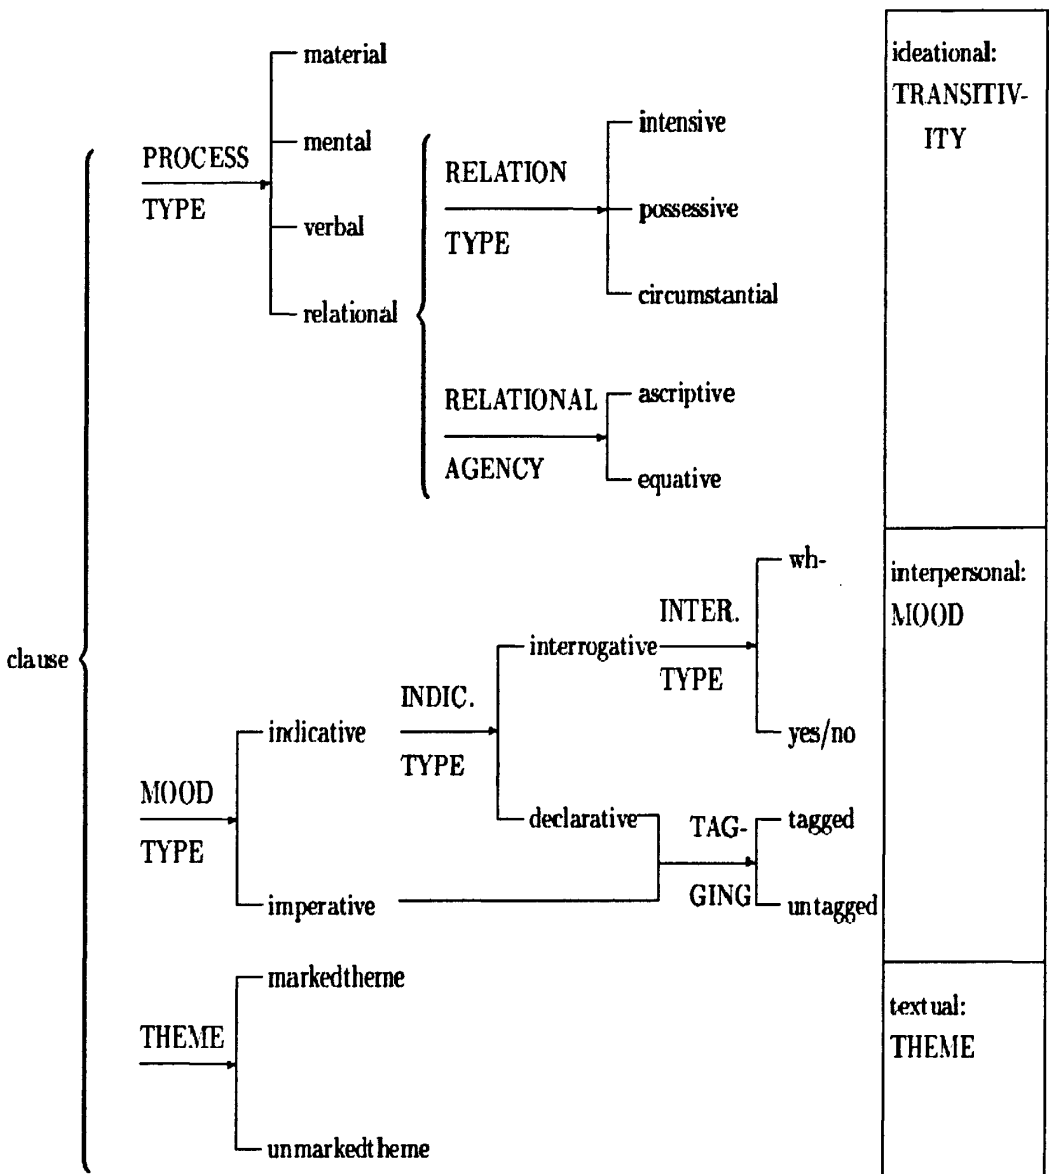 material
mental
verbal
relational
PROCESS
TYPE
RELATION
TYPE
intensive
possessive
circumstantial
RELATIONAL
AGENCY
ascriptive
equative
clause
MOOD
TYPE
indicative
imperative
INDIC.
TYPE
interrogative
declarative
INTER.
TYPE
wh-
yes/no
TAG-
GING
tagged
untagged
THEME
markedtheme
unmarkedtheme
ideational:
TRANSITIV-
ITY
interpersonal:
MOOD
textual:
THEME